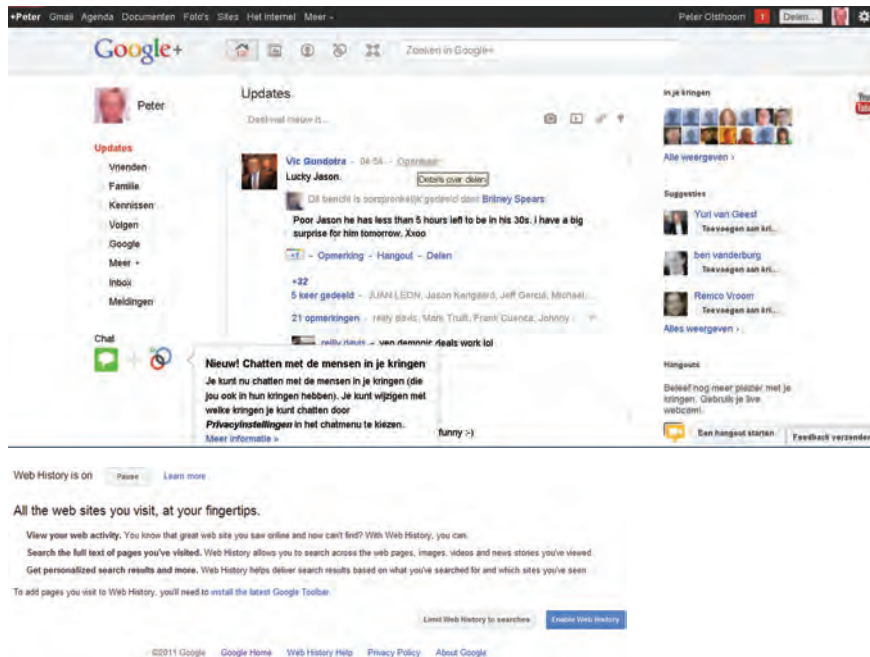 +Peter Gmail Agenda Documenten Foto's Sites Het internet Meer
Peter Olsthoorn 1 Delen...
Google+
Zoeken in Google+
Peter
Updates
Vrienden
Familie
Kennissen
Volgen
Google
Meer
Inbox
Meldingen
Chat
Updates
Deel wat nieuw is...
Vic Gundotra - 04:54 - Openbaar
Lucky Jason.
Details over delen
Dit bericht is oorspronkelijk gedeeld door Britney Spears:
Poor Jason he has less than 5 hours left to be in his 30s. I have a big
surprise for him tomorrow. Xxoo
+1 - Opmerking - Hangout - Delen
+32
5 keer gedeeld - JUAN LEON, Jason Kertgaard, Jeff Garcia, Michael...
21 opmerkingen - reilly davis, Mark Truitt, Frank Cuenca, Johnny
reilly davis - yep demonic deals work lol
Nieuw! Chatten met de mensen in je kringen
Je kunt nu chatten met de mensen in je kringen (die
jou ook in hun kringen hebben). Je kunt wijzigen met
welke kringen je kunt chatten door
Privacyinstellingen in het chatmenu te kiezen.
Meer informatie »
funny :-)
In je kringen
Alle weergeven ›
Suggesties
Yuri van Geest
Toevoegen aan kri...
ben vanderburg
Toevoegen aan kri...
Remco Vroom
Toevoegen aan kri...
Alles weergeven ›
Hangouts
Beleef nog meer plezier met je
kringen. Gebruik je live
webcam!
Een hangout starten
Feedback verzenden
Web History is on Pause Learn more
All the web sites you visit, at your fingertips.
View your web activity. You know that great web site you saw online and now can't find? With Web History, you can.
Search the full text of pages you've visited. Web History allows you to search across the web pages, images, videos and news stories you've viewed.
Get personalized search results and more. Web History helps deliver search results based on what you've searched for and which sites you've seen
To add pages you visit to Web History, you'll need to install the latest Google Toolbar.
Limit Web History to searches Enable Web History
©2011 Google Google Home Web History Help Privacy Policy About Google